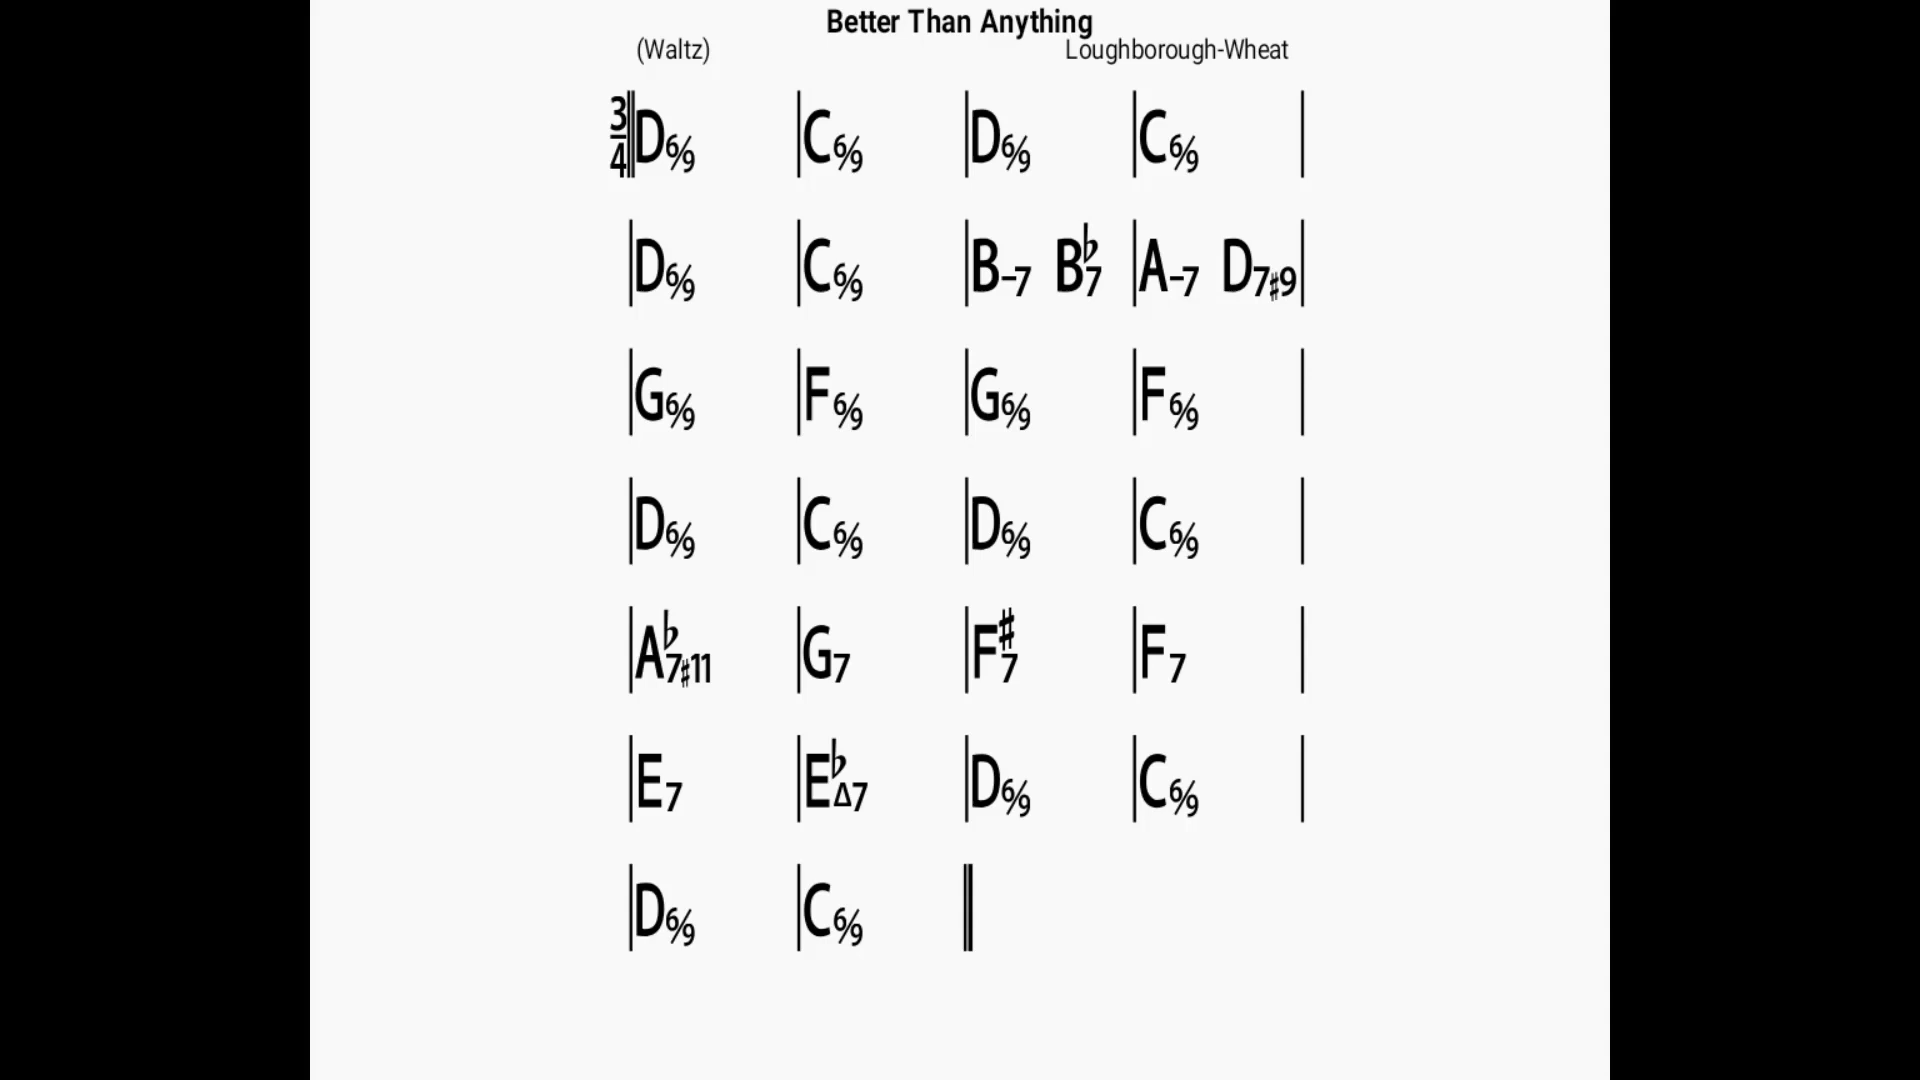 Better Than Anything
(Waltz) Loughborough-Wheat
3/4 D6/9 | C6/9 | D6/9 | C6/9 |
| D6/9 | C6/9 | B-7 B♭7 | A-7 D7♯9 |
| G6/9 | F6/9 | G6/9 | F6/9 |
| D6/9 | C6/9 | D6/9 | C6/9 |
| A♭7♯11 | G7 | F♯7 | F7 |
| E7 | E♭Δ7 | D6/9 | C6/9 |
| D6/9 | C6/9 ||